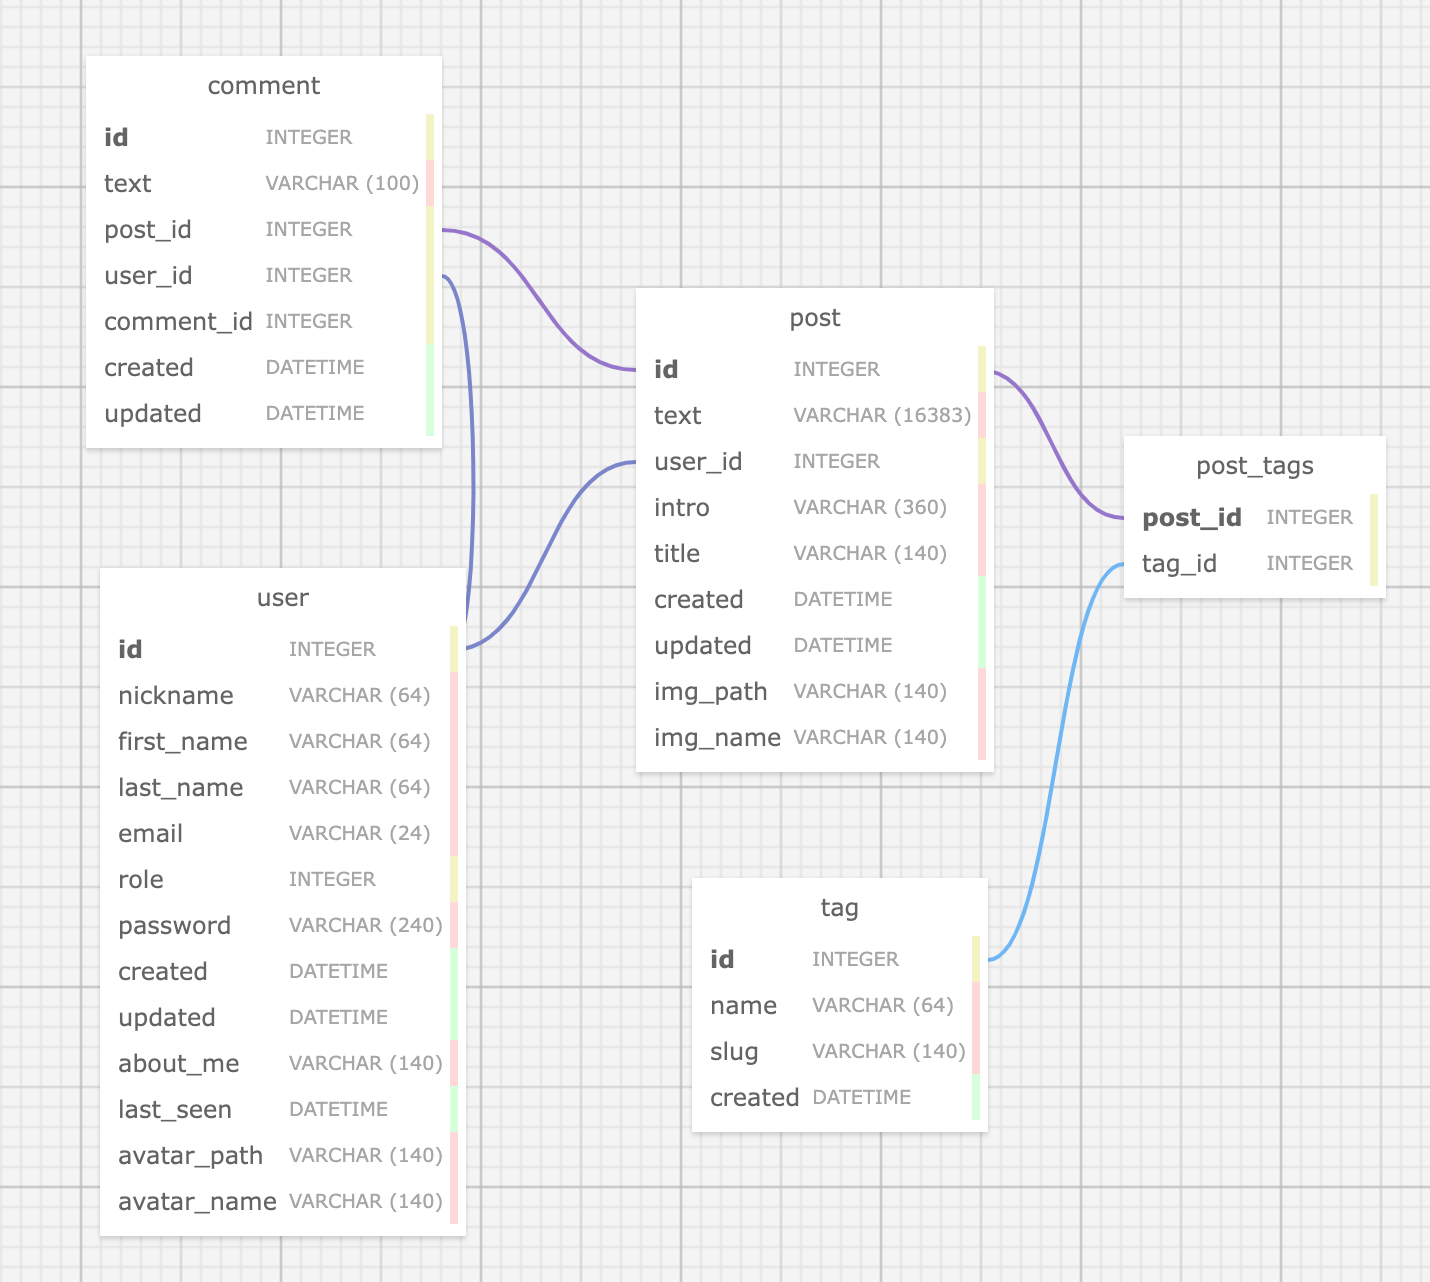 comment
id INTEGER
text VARCHAR (100)
post_id INTEGER
user_id INTEGER
comment_id INTEGER
created DATETIME
updated DATETIME
post
id INTEGER
text VARCHAR (16383)
user_id INTEGER
intro VARCHAR (360)
title VARCHAR (140)
created DATETIME
updated DATETIME
img_path VARCHAR (140)
img_name VARCHAR (140)
post_tags
post_id INTEGER
tag_id INTEGER
user
id INTEGER
nickname VARCHAR (64)
first_name VARCHAR (64)
last_name VARCHAR (64)
email VARCHAR (24)
role INTEGER
password VARCHAR (240)
created DATETIME
updated DATETIME
about_me VARCHAR (140)
last_seen DATETIME
avatar_path VARCHAR (140)
avatar_name VARCHAR (140)
tag
id INTEGER
name VARCHAR (64)
slug VARCHAR (140)
created DATETIME